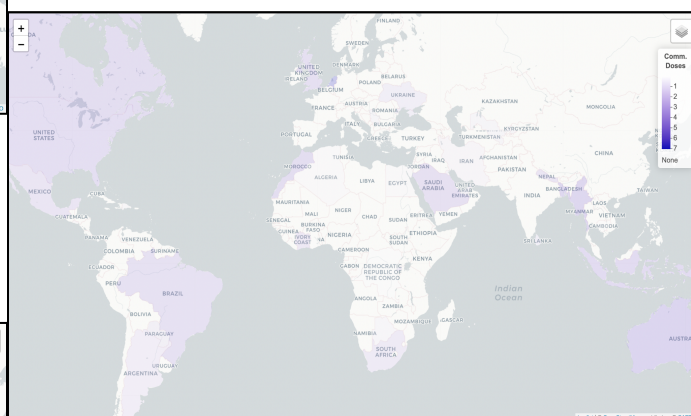 +
−
Comm.
Doses
1
2
3
4
5
6
7
None
FINLAND
SWEDEN
UNITED
KINGDOM
DENMARK
BELARUS
POLAND
BELGIUM
UKRAINE
FRANCE
AUSTRIA
ROMANIA
KAZAKHSTAN
MONGOLIA
ITALY
BULGARIA
KYRGYZSTAN
PORTUGAL
GREECE
TURKEY
TURKMENISTAN
UNITED
STATES
SYRIA
CHINA
TUNISIA
IRAQ
IRAN
AFGHANISTAN
MOROCCO
JORDAN
PAKISTAN
ALGERIA
LIBYA
EGYPT
SAUDI
ARABIA
UNITED
ARAB
EMIRATES
NEPAL
BANGLADESH
MEXICO
CUBA
INDIA
TAIWAN
MAURITANIA
MYANMAR
LAOS
GUATEMALA
SENEGAL
MALI
NIGER
CHAD
SUDAN
ERITREA
YEMEN
VIETNAM
GUINEA
BURKINA
FASO
CAMBODIA
PANAMA
VENEZUELA
IVORY
COAST
NIGERIA
SOUTH
SUDAN
ETHIOPIA
SRI LANKA
COLOMBIA
SURINAME
CAMEROON
ECUADOR
GABON
DEMOCRATIC
REPUBLIC OF
THE CONGO
KENYA
PERU
BRAZIL
Indian
Ocean
ANGOLA
ZAMBIA
BOLIVIA
MOZAMBIQUE
GASCAR
PARAGUAY
NAMIBIA
AUSTRA
SOUTH
AFRICA
URUGUAY
ARGENTINA